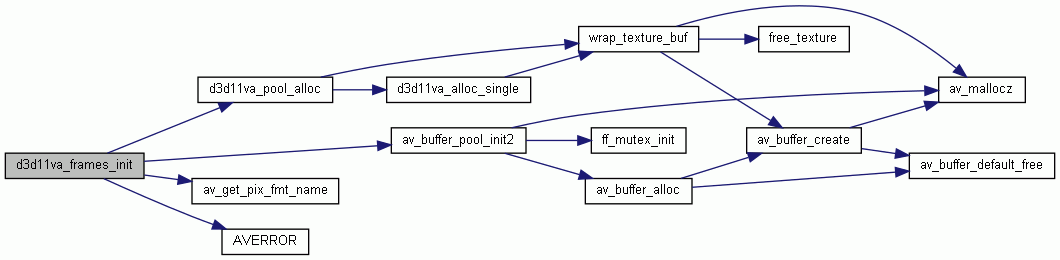 wrap_texture_buf
free_texture
d3d11va_pool_alloc
d3d11va_alloc_single
av_mallocz
av_buffer_pool_init2
ff_mutex_init
av_buffer_create
d3d11va_frames_init
av_buffer_default_free
av_get_pix_fmt_name
av_buffer_alloc
AVERROR